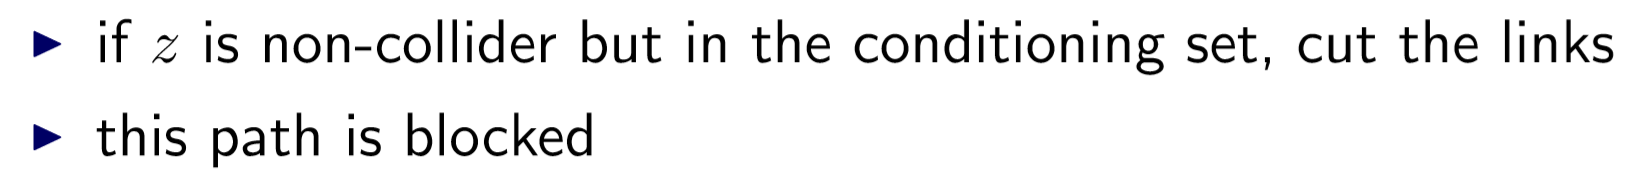 ▶ if z is non-collider but in the conditioning set, cut the links
▶ this path is blocked